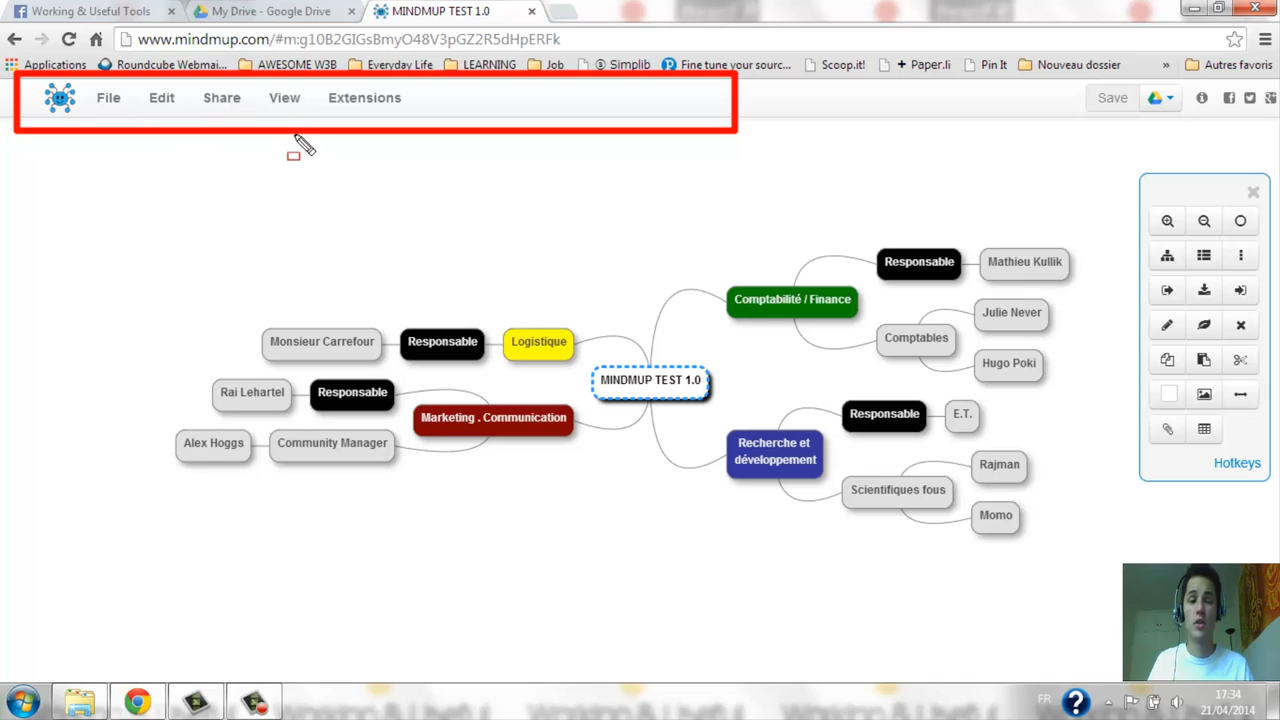 Working & Useful Tools
My Drive - Google Drive
MINDMUP TEST 1.0
www.mindmup.com/#m:g10B2GIGsBmyO48V3pGZ2R5dHpERFk
Applications
Roundcube Webmai...
AWESOME W3B
Everyday Life
LEARNING
Job
Simplib
Fine tune your sourc...
Scoop.it!
+ Paper.li
Pin It
Nouveau dossier
»
Autres favoris
File
Edit
Share
View
Extensions
Save
Responsable
Mathieu Kullik
Comptabilité / Finance
Julie Never
Comptables
Hugo Poki
Monsieur Carrefour
Responsable
Logistique
MINDMUP TEST 1.0
Rai Lehartel
Responsable
Marketing . Communication
Alex Hoggs
Community Manager
Responsable
E.T.
Recherche et
développement
Rajman
Scientifiques fous
Momo
Hotkeys
FR
17:34
21/04/2014